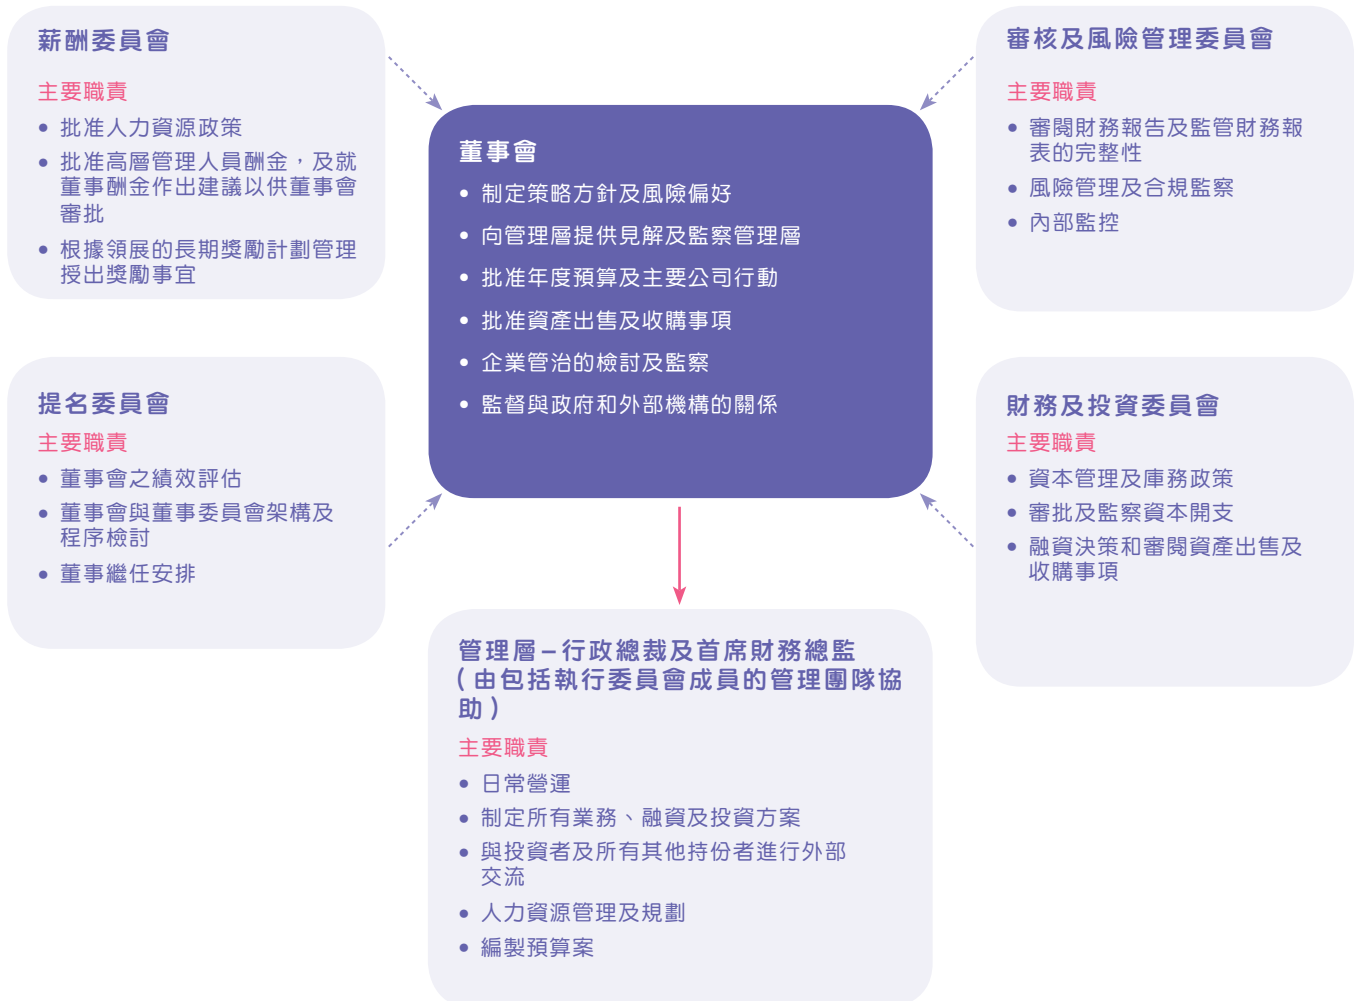 薪酬委員會
主要職責
• 批准人力資源政策
• 批准高層管理人員酬金，及就
董事酬金作出建議以供董事會
審批
• 根據領展的長期獎勵計劃管理
授出獎勵事宜
審核及風險管理委員會
主要職責
• 審閱財務報告及監管財務報
表的完整性
• 風險管理及合規監察
• 內部監控
董事會
• 制定策略方針及風險偏好
• 向管理層提供見解及監察管理層
• 批准年度預算及主要公司行動
• 批准資產出售及收購事項
• 企業管治的檢討及監察
• 監督與政府和外部機構的關係
提名委員會
主要職責
• 董事會之績效評估
• 董事會與董事委員會架構及
程序檢討
• 董事繼任安排
財務及投資委員會
主要職責
• 資本管理及庫務政策
• 審批及監察資本開支
• 融資決策和審閱資產出售及
收購事項
管理層－行政總裁及首席財務總監
（由包括執行委員會成員的管理團隊協
助）
主要職責
• 日常營運
• 制定所有業務、融資及投資方案
• 與投資者及所有其他持份者進行外部
交流
• 人力資源管理及規劃
• 編製預算案